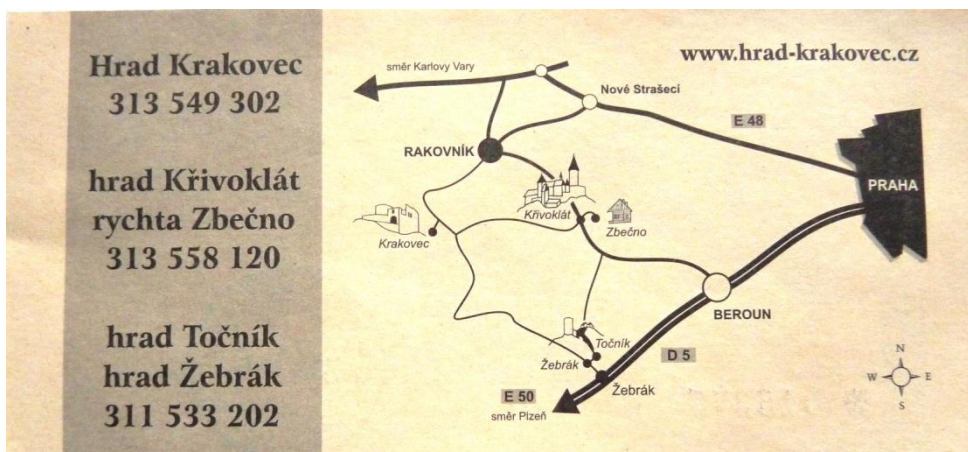 Hrad Krakovec
313 549 302
hrad Křivoklát
rychta Zbečno
313 558 120
hrad Točník
hrad Žebrák
311 533 202
www.hrad-krakovec.cz
směr Karlovy Vary
Nové Strašecí
E 48
RAKOVNÍK
PRAHA
Křivoklát
Zbečno
Krakovec
BEROUN
Točník
Žebrák
D 5
Žebrák
E 50
směr Plzeň
N
W E
S